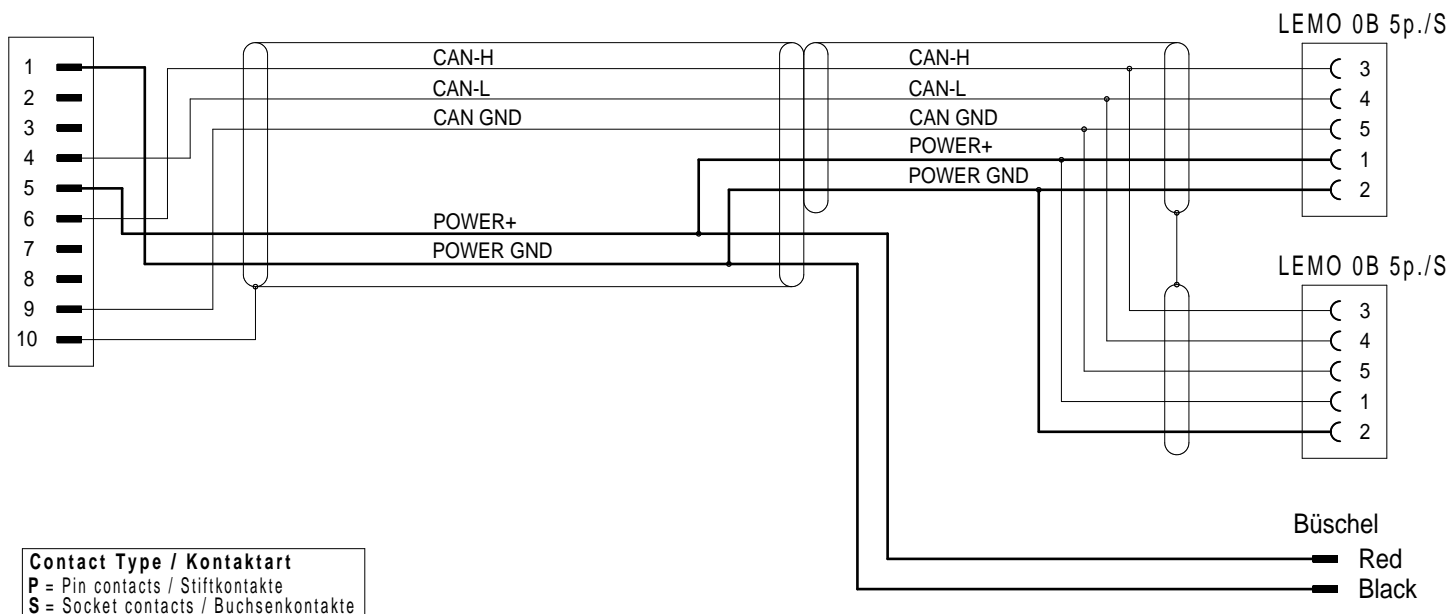 LEMO 0B 5p./S
1
2
3
4
5
6
7
8
9
10
CAN-H
CAN-L
CAN GND
POWER+
POWER GND
CAN-H
CAN-L
CAN GND
POWER+
POWER GND
3
4
5
1
2
LEMO 0B 5p./S
3
4
5
1
2
Büschel
Red
Black
Contact Type / Kontaktart
P = Pin contacts / Stiftkontakte
S = Socket contacts / Buchsenkontakte